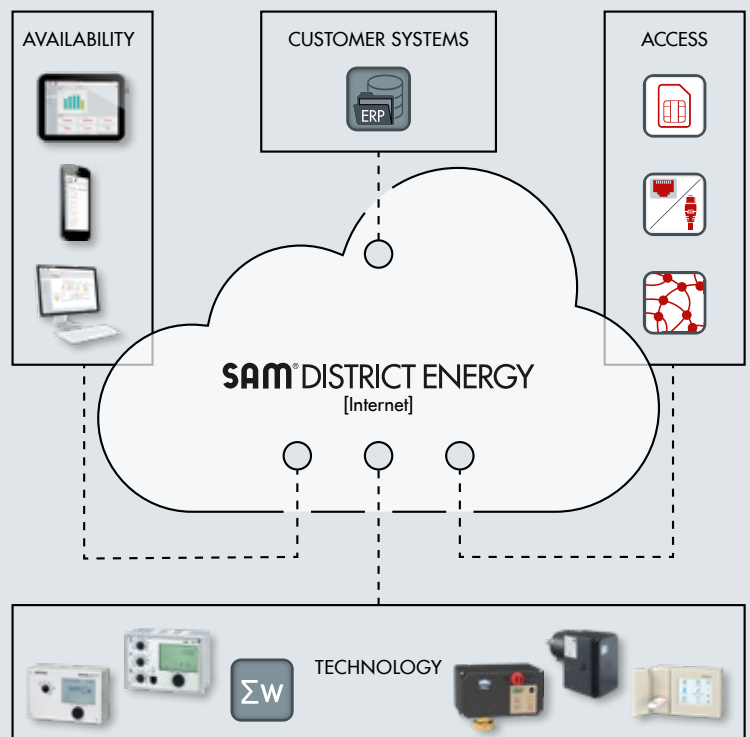 AVAILABILITY
CUSTOMER SYSTEMS
ERP
ACCESS
SAM® DISTRICT ENERGY
[Internet]
TECHNOLOGY
Σw